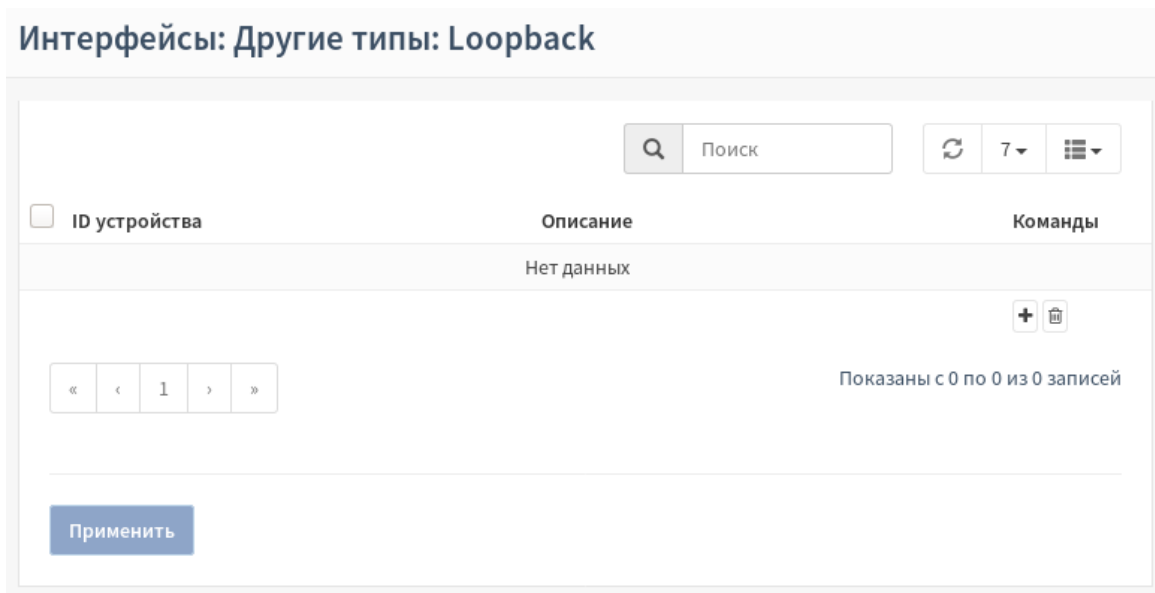 Интерфейсы: Другие типы: Loopback
Поиск
7
ID устройства Описание Команды
Нет данных
« ‹ 1 › »
Показаны с 0 по 0 из 0 записей
Применить